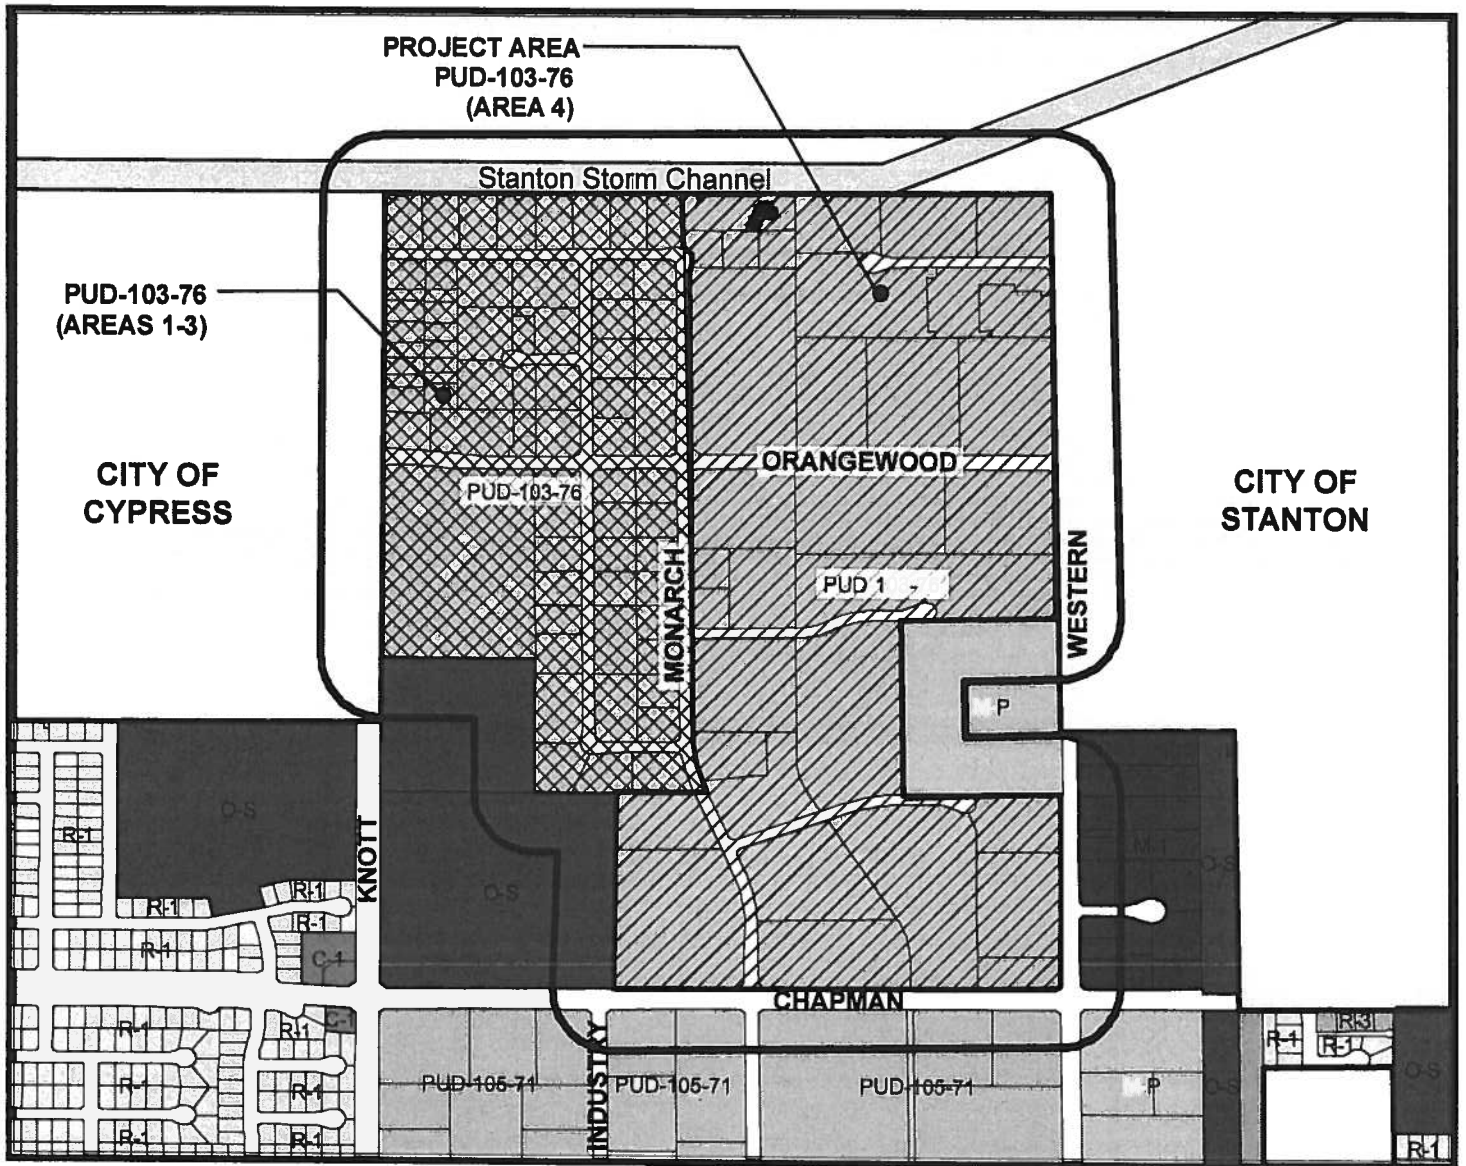 PROJECT AREA
PUD-103-76
(AREA 4)
Stanton Storm Channel
PUD-103-76
(AREAS 1-3)
CITY OF
CYPRESS
ORANGEWOOD
PUD-103-76
CITY OF
STANTON
MONARCH
PUD 1 -
WESTERN
M-P
O-S
R-1
KNOTT
M-1
O-S
O-S
R-1
R-1
R-1
R-1
C-1
CHAPMAN
R-1
R-1
C-1
INDUSTRY
R-1
R-3
R-1
R-1
R-1
PUD-105-71
PUD-105-71
PUD-105-71
M-P
O-S
O-S
R-1
R-1
R-1